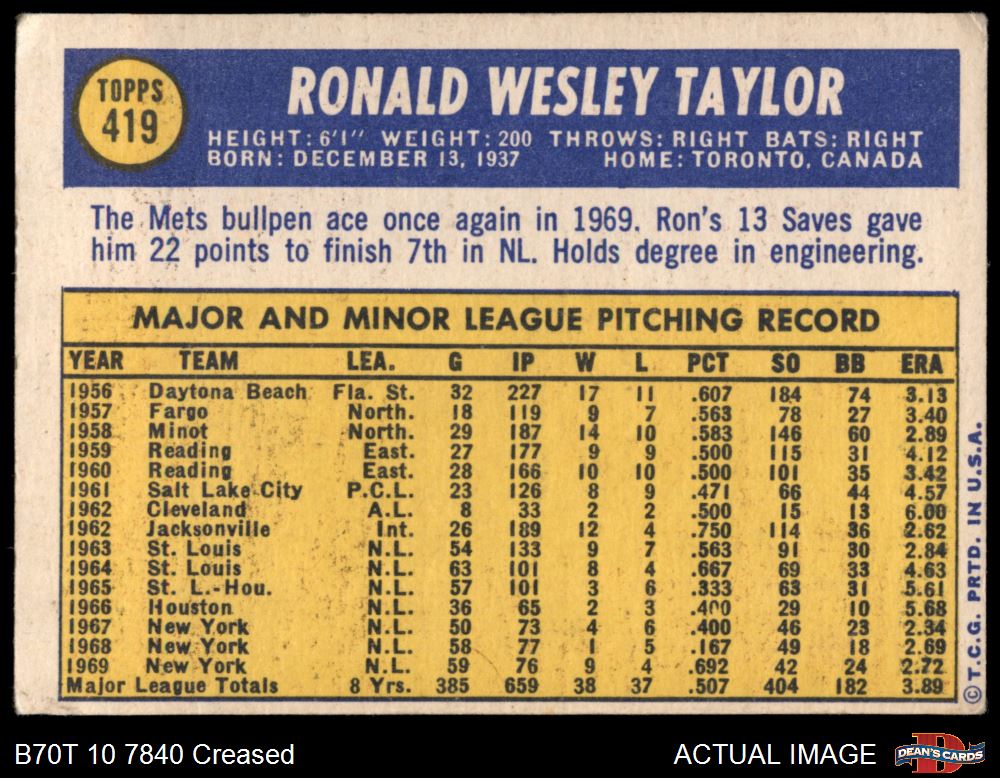 TOPPS
419
RONALD WESLEY TAYLOR
HEIGHT: 6'1" WEIGHT: 200 THROWS: RIGHT BATS: RIGHT
BORN: DECEMBER 13, 1937 HOME: TORONTO, CANADA
The Mets bullpen ace once again in 1969. Ron's 13 Saves gave
him 22 points to finish 7th in NL. Holds degree in engineering.
MAJOR AND MINOR LEAGUE PITCHING RECORD
YEAR TEAM LEA. G IP W L PCT SO BB ERA
1956 Daytona Beach Fla. St. 32 227 17 11 .607 184 74 3.13
1957 Fargo North. 18 119 9 7 .563 78 27 3.40
1958 Minot North. 29 187 14 10 .583 146 60 2.89
1959 Reading East. 27 177 9 9 .500 115 31 4.12
1960 Reading East. 28 166 10 10 .500 101 35 3.42
1961 Salt Lake City P.C.L. 23 126 8 9 .471 66 44 4.57
1962 Cleveland A.L. 8 33 2 2 .500 15 13 6.00
1962 Jacksonville Int. 26 189 12 4 .750 114 36 2.62
1963 St. Louis N.L. 54 133 9 7 .563 91 30 2.84
1964 St. Louis N.L. 63 101 8 4 .667 69 33 4.63
1965 St. L.-Hou. N.L. 57 101 3 6 .333 63 31 5.61
1966 Houston N.L. 36 65 2 3 .400 29 10 5.68
1967 New York N.L. 50 73 4 6 .400 46 23 2.34
1968 New York N.L. 58 77 1 5 .167 49 18 2.69
1969 New York N.L. 59 76 9 4 .692 42 24 2.72
Major League Totals 8 Yrs. 385 659 38 37 .507 404 182 3.89
© T.C.G. PRTD. IN U.S.A.
B70T 10 7840 Creased
ACTUAL IMAGE
DEAN'S CARDS